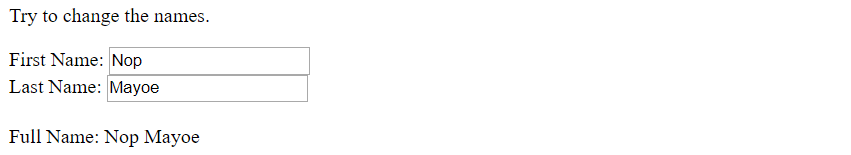 Try to change the names.
First Name: Nop
Last Name: Mayoe
Full Name: Nop Mayoe